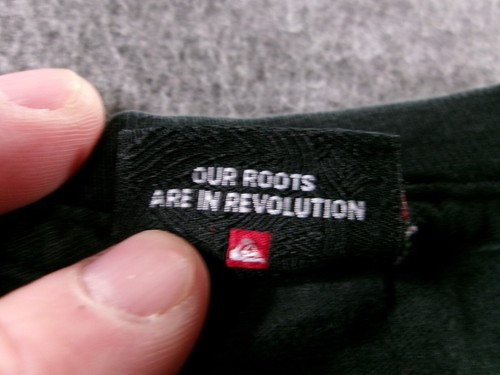 OUR ROOTS
ARE IN REVOLUTION